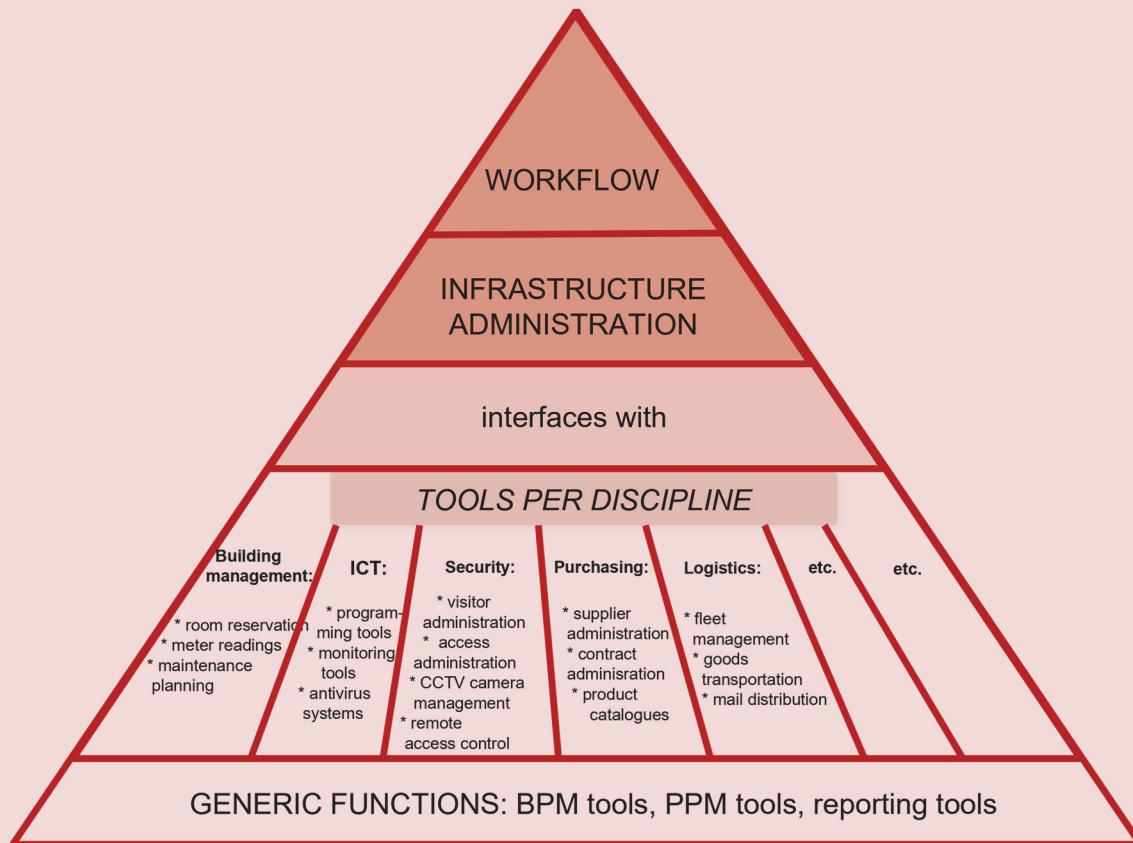 WORKFLOW
INFRASTRUCTURE
ADMINISTRATION
interfaces with
TOOLS PER DISCIPLINE
Building
management:
* room reservation
* meter readings
* maintenance
planning
ICT:
* program-
ming tools
* monitoring
tools
* antivirus
systems
Security:
* visitor
administration
* access
administration
* CCTV camera
management
* remote
access control
Purchasing:
* supplier
administration
* contract
adminisration
* product
catalogues
Logistics:
* fleet
management
* goods
transportation
* mail distribution
etc.
etc.
GENERIC FUNCTIONS: BPM tools, PPM tools, reporting tools